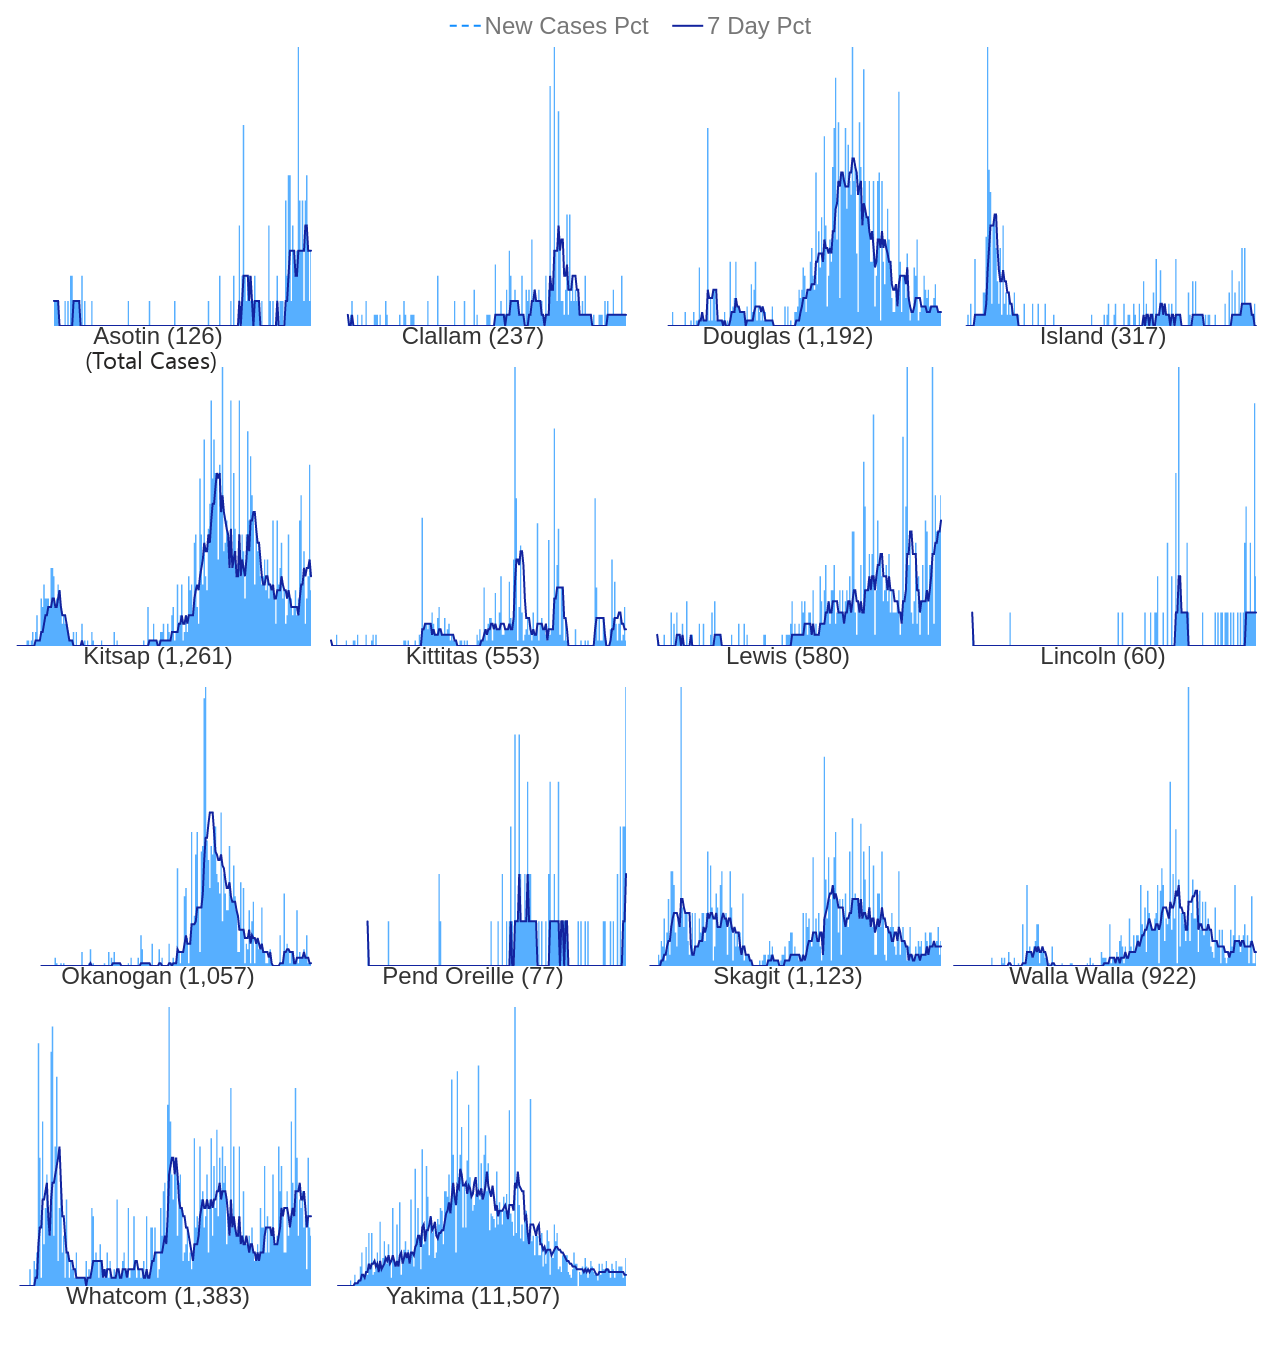 New Cases Pct 7 Day Pct
Asotin (126)
(Total Cases)
Clallam (237)
Douglas (1,192)
Island (317)
Kitsap (1,261)
Kittitas (553)
Lewis (580)
Lincoln (60)
Okanogan (1,057)
Pend Oreille (77)
Skagit (1,123)
Walla Walla (922)
Whatcom (1,383)
Yakima (11,507)